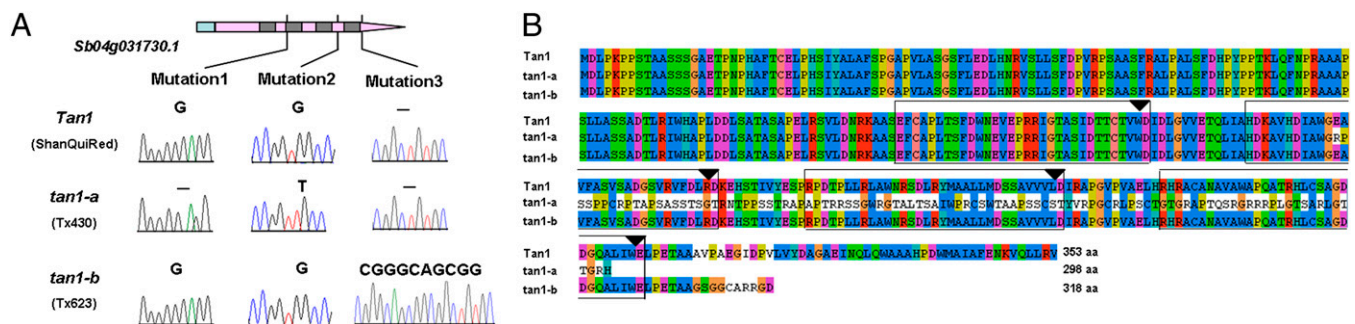 A
Sb04g031730.1
Mutation1 Mutation2 Mutation3
Tan1 G G –
(ShanQuiRed)
tan1-a – T –
(Tx430)
tan1-b G G CGGGCAGCGG
(Tx623)
B
Tan1 MDLPKPPSTAASSSGAETPNPHAFTCELPHSIYALAFSPGAPVLASGSFLEDLHNRVSLLSFDPVRPSAASFRALPALSFDHPYPPTKLQFNPRAAAP
tan1-a MDLPKPPSTAASSSGAETPNPHAFTCELPHSIYALAFSPGAPVLASGSFLEDLHNRVSLLSFDPVRPSAASFRALPALSFDHPYPPTKLQFNPRAAAP
tan1-b MDLPKPPSTAASSSGAETPNPHAFTCELPHSIYALAFSPGAPVLASGSFLEDLHNRVSLLSFDPVRPSAASFRALPALSFDHPYPPTKLQFNPRAAAP
Tan1 SLLASSADTLRIWHAPLDDLSATASAPELRSVLDNRKAASEFCAPLTSFDWNEVEPRRIGTASIDTTCTVWDIDLGVVETQLIAHDKAVHDIAWGEA
tan1-a SLLASSADTLRIWHAPLDDLSATASAPELRSVLDNRKAASEFCAPLTSFDWNEVEPRRIGTASIDTTCTVWDIDLGVVETQLIAHDKAVHDIAWGRP
tan1-b SLLASSADTLRIWHAPLDDLSATASAPELRSVLDNRKAASEFCAPLTSFDWNEVEPRRIGTASIDTTCTVWDIDLGVVETQLIAHDKAVHDIAWGEA
Tan1 VFASVSADGSVRVFDLRDKEHSTIVYESPRPDTPLLRLAWNRSDLRYMAALLMDSSAVVVLDIRAPGVPVAELHRHRACANAVAWAPQATRHLCSAGD
tan1-a SSPPCRPTAPSASSTSGTRNTPPSSTRAPAPTRRSSGWRGTALTSAIWPRCSWTAAPSSCSTYVRPGCRLPSCTGTGRAPTQSRGRRRPLGTSARLGT
tan1-b VFASVSADGSVRVFDLRDKEHSTIVYESPRPDTPLLRLAWNRSDLRYMAALLMDSSAVVVLDIRAPGVPVAELHRHRACANAVAWAPQATRHLCSAGD
Tan1 DGQALIWELPETAAAVPAEGIDPVLVYDAGAEINQLQWAAAHPDWMAIAFENKVQLLRV 353 aa
tan1-a TGRH 298 aa
tan1-b DGQALIWELPETAAGSGGCARRGD 318 aa